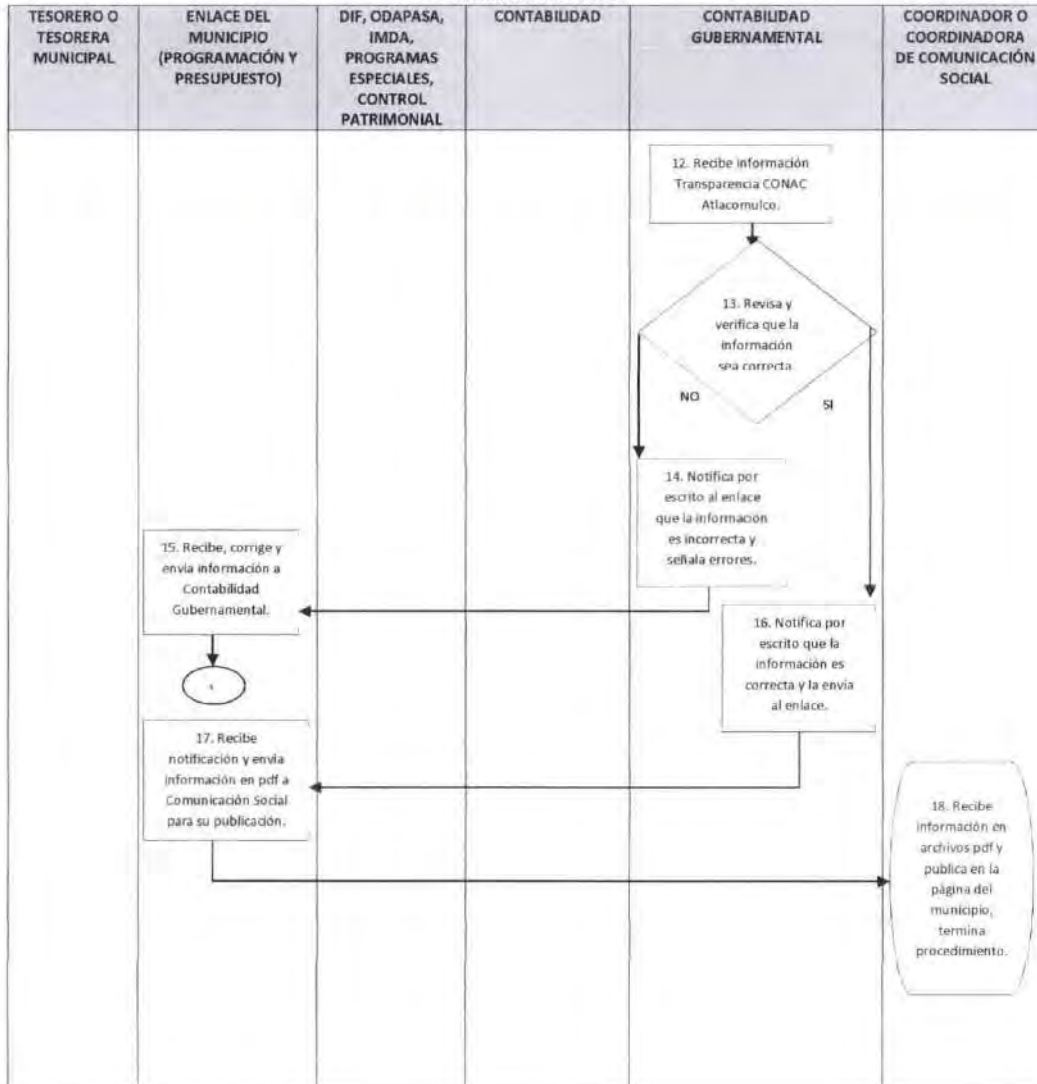 TESORERO O
TESORERA
MUNICIPAL
ENLACE DEL
MUNICIPIO
(PROGRAMACIÓN Y
PRESUPUESTO)
DIF, ODAPASA,
IMDA,
PROGRAMAS
ESPECIALES,
CONTROL
PATRIMONIAL
CONTABILIDAD
CONTABILIDAD
GUBERNAMENTAL
COORDINADOR O
COORDINADORA
DE COMUNICACIÓN
SOCIAL
12. Recibe información
Transparencia CONAC
Atlacomulco.
13. Revisa y
verifica que la
información
sea correcta.
NO
SI
14. Notifica por
escrito al enlace
que la información
es incorrecta y
señala errores.
15. Recibe, corrige y
envía información a
Contabilidad
Gubernamental.
16. Notifica por
escrito que la
información es
correcta y la envía
al enlace.
17. Recibe
notificación y envía
información en pdf a
Comunicación Social
para su publicación.
18. Recibe
información en
archivos pdf y
publica en la
página del
municipio,
termina
procedimiento.